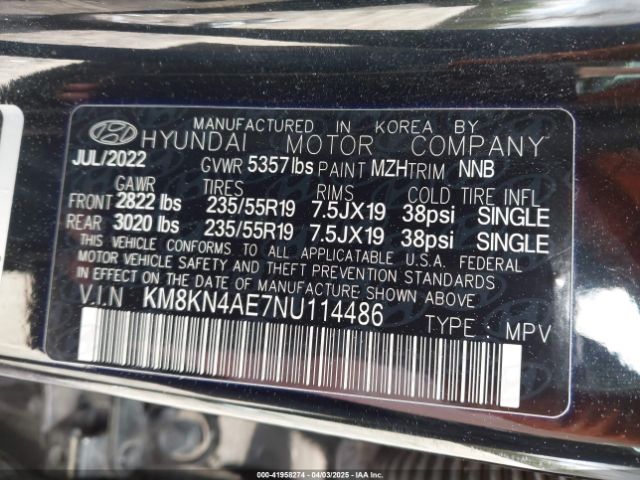 MANUFACTURED IN KOREA BY
HYUNDAI MOTOR COMPANY
JUL/2022 GVWR 5357lbs PAINT MZH TRIM NNB
GAWR TIRES RIMS COLD TIRE INFL
FRONT 2822 lbs 235/55R19 7.5JX19 38psi SINGLE
REAR 3020 lbs 235/55R19 7.5JX19 38psi SINGLE
THIS VEHICLE CONFORMS TO ALL APPLICATABLE U.S.A. FEDERAL
MOTOR VEHICLE SAFETY AND THEFT PREVENTION STANDARDS
IN EFFECT ON THE DATE OF MANUFACTURE SHOWN ABOVE
V.I.N KM8KN4AE7NU114486 TYPE : MPV
000-41958274 - 04/03/2025 - IAA Inc.